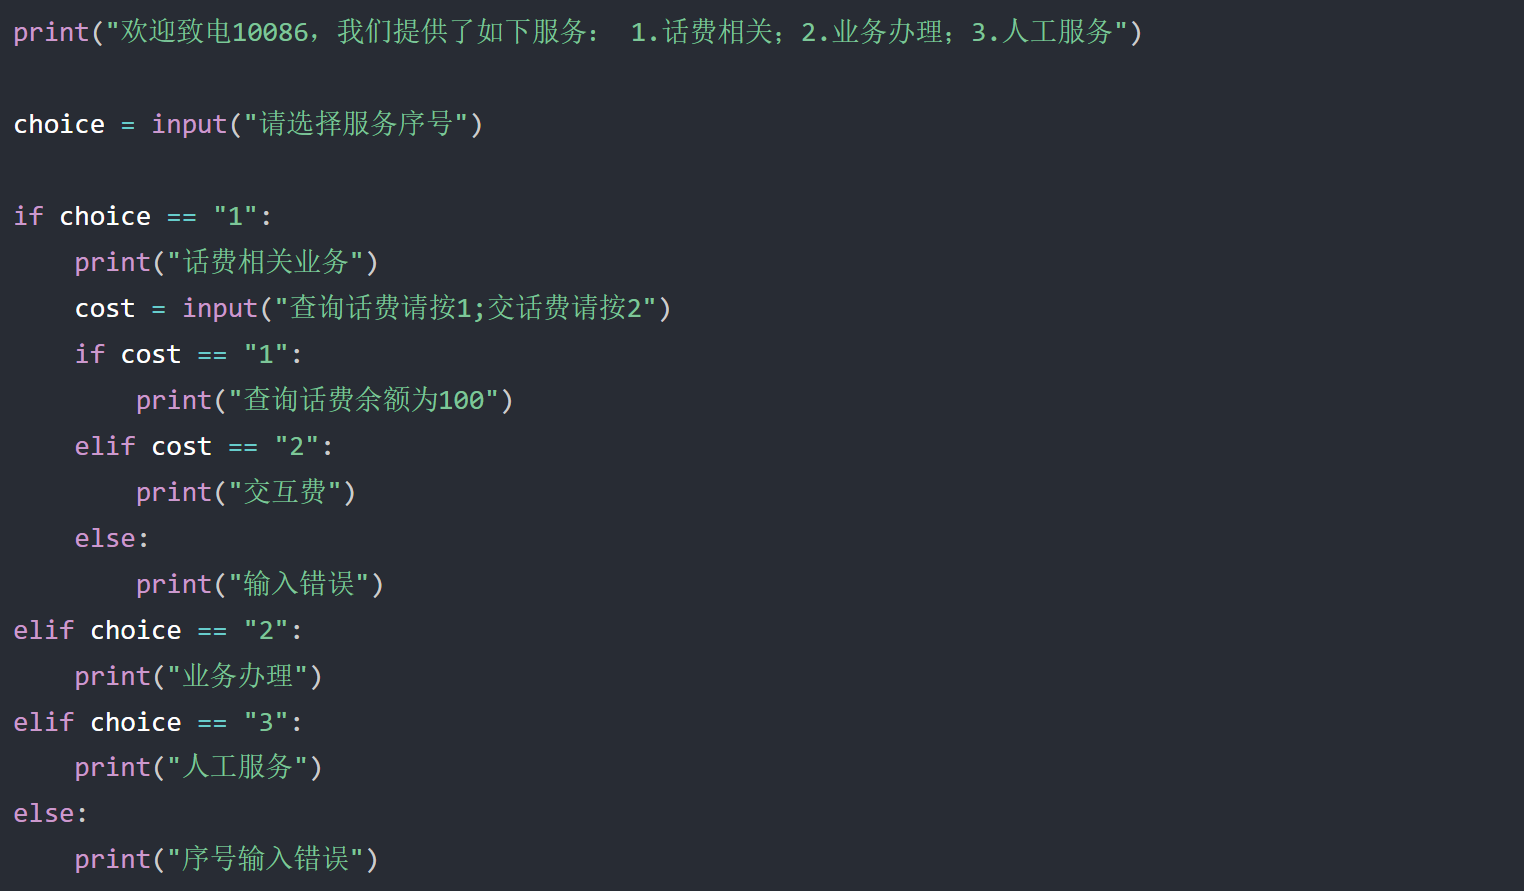 print("欢迎致电10086，我们提供了如下服务： 1.话费相关；2.业务办理；3.人工服务")
choice = input("请选择服务序号")
if choice == "1":
    print("话费相关业务")
    cost = input("查询话费请按1;交话费请按2")
    if cost == "1":
        print("查询话费余额为100")
    elif cost == "2":
        print("交互费")
    else:
        print("输入错误")
elif choice == "2":
    print("业务办理")
elif choice == "3":
    print("人工服务")
else:
    print("序号输入错误")